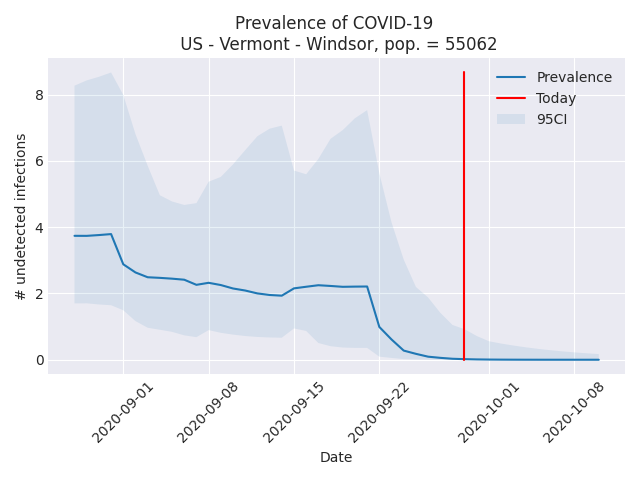 Prevalence of COVID-19
US - Vermont - Windsor, pop. = 55062
Prevalence
Today
95CI
8
6
4
2
0
# undetected infections
2020-09-01
2020-09-08
2020-09-15
2020-09-22
2020-10-01
2020-10-08
Date